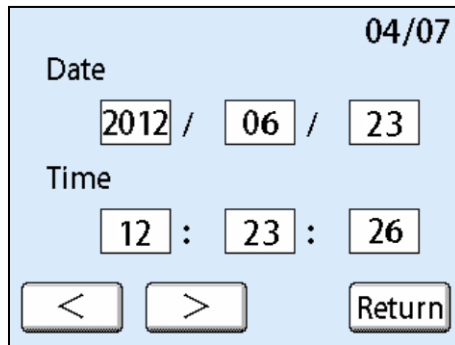 04/07
Date
2012 / 06 / 23
Time
12 : 23 : 26
< > Return